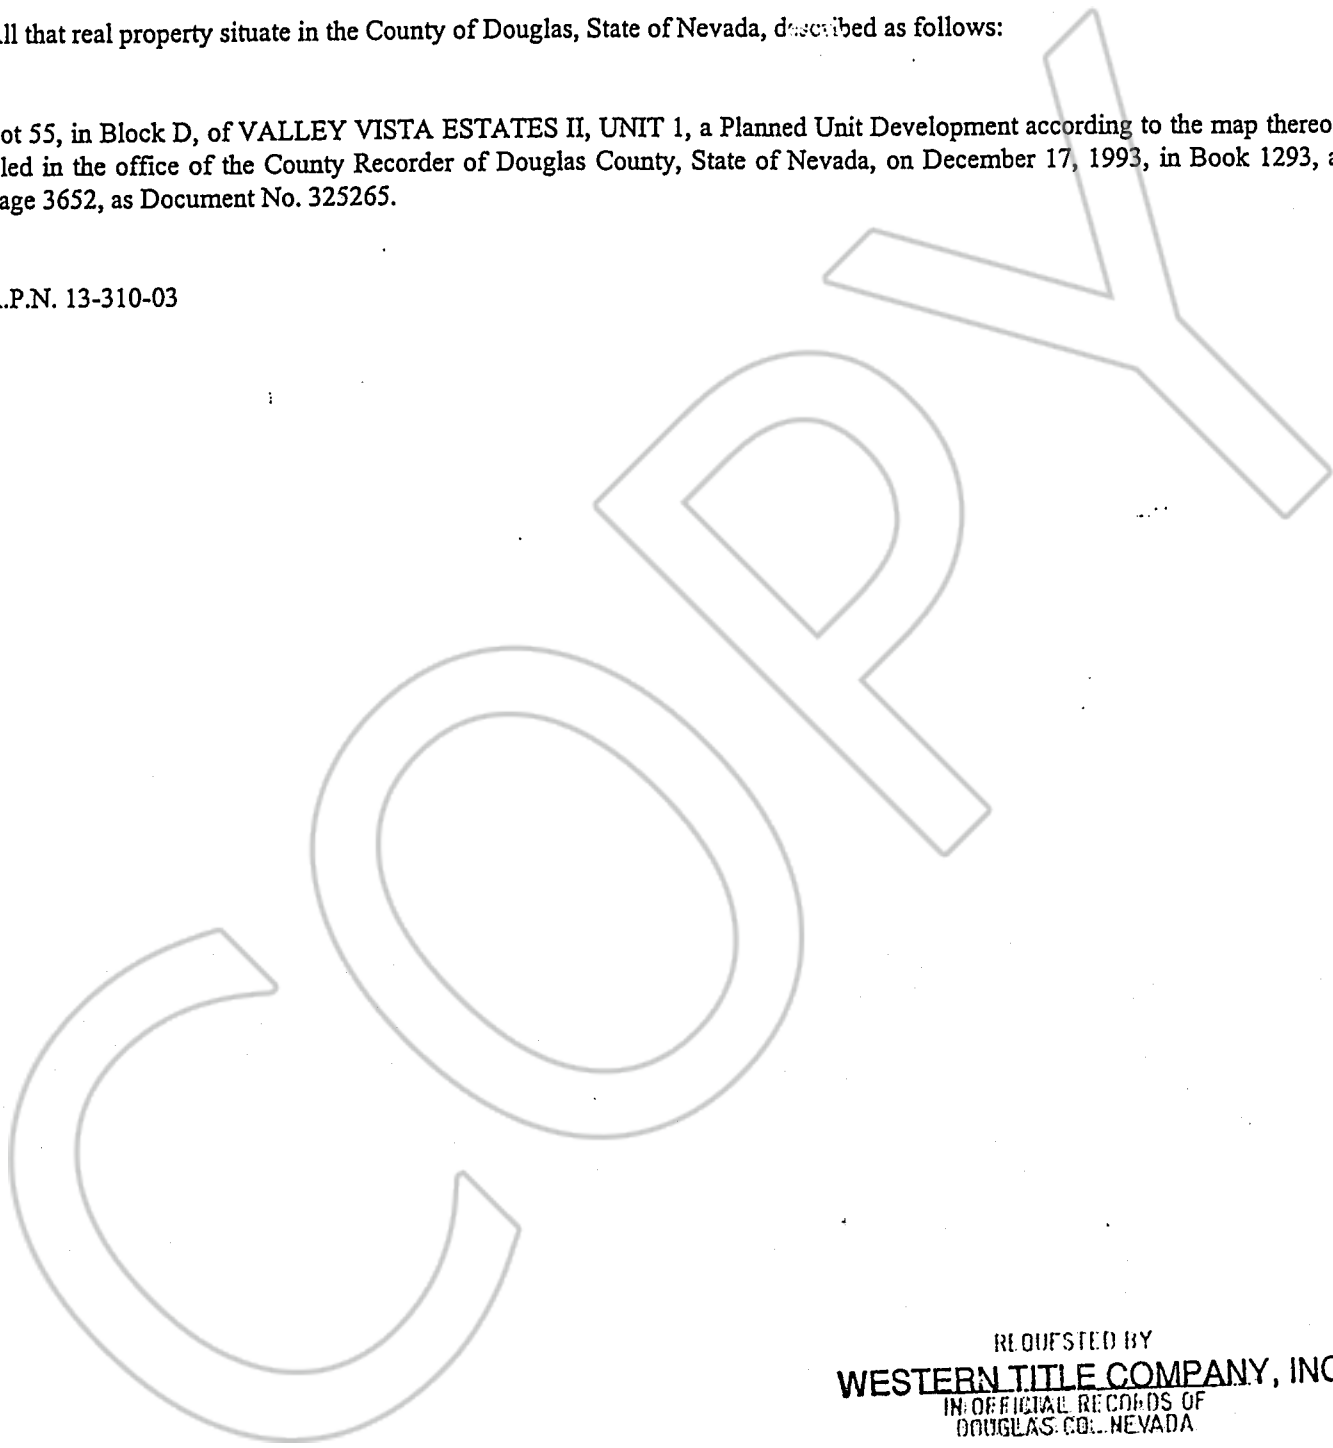 ll that real property situate in the County of Douglas, State of Nevada, described as follows:
ot 55, in Block D, of VALLEY VISTA ESTATES II, UNIT 1, a Planned Unit Development according to the map thereo
led in the office of the County Recorder of Douglas County, State of Nevada, on December 17, 1993, in Book 1293, a
age 3652, as Document No. 325265.
.P.N. 13-310-03
COPY
REQUESTED BY
WESTERN TITLE COMPANY, INC
IN OFFICIAL RECORDS OF
DOUGLAS CO., NEVADA